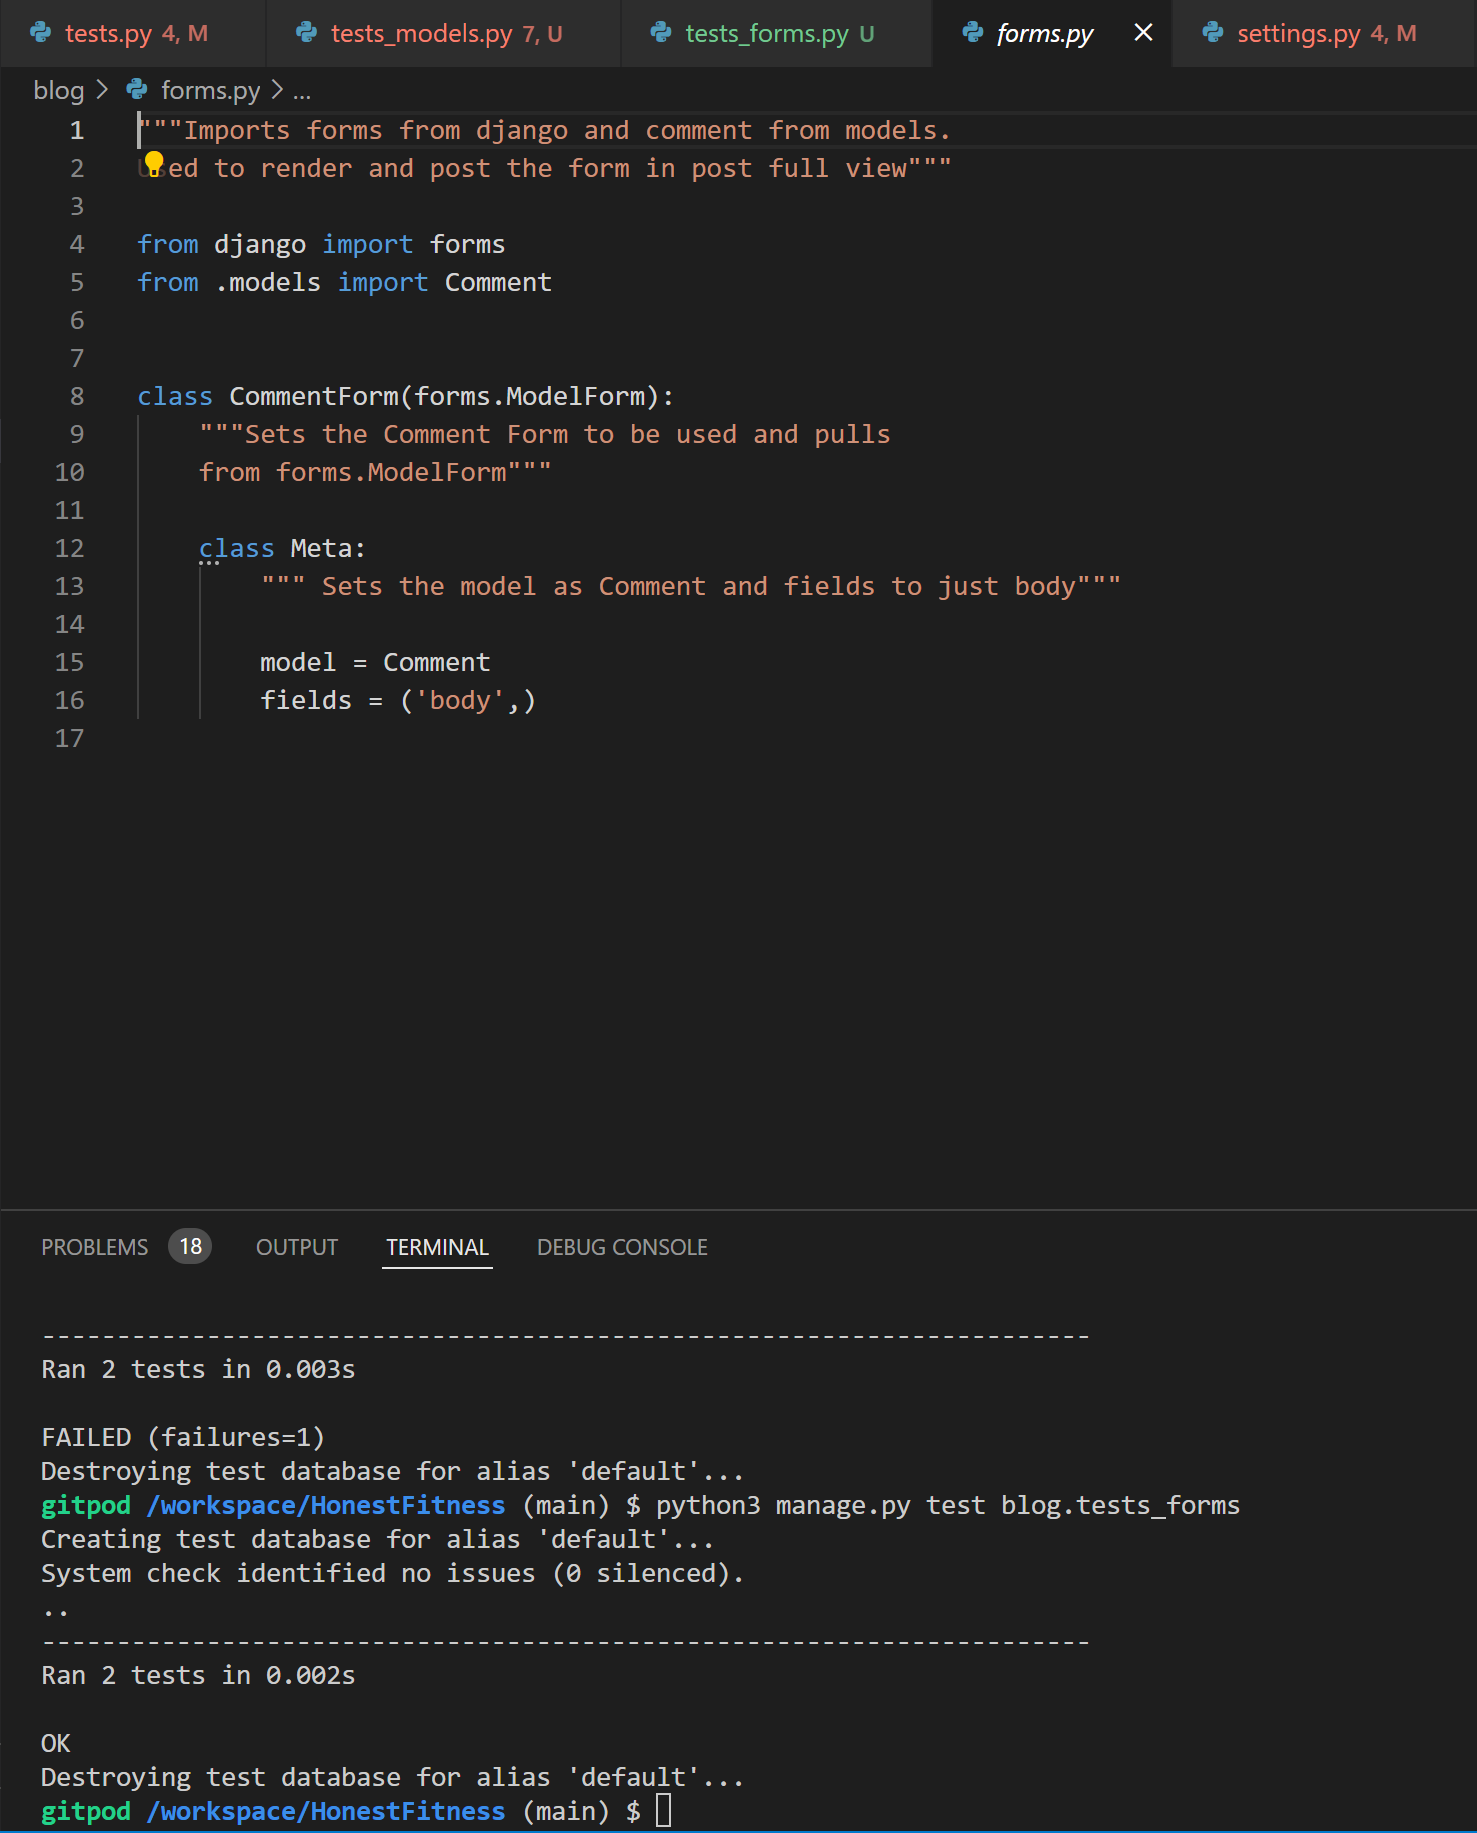 tests.py 4, M tests_models.py 7, U tests_forms.py U forms.py settings.py 4, M
blog > forms.py > ...
1 """Imports forms from django and comment from models.
2 Used to render and post the form in post full view"""
3
4 from django import forms
5 from .models import Comment
6
7
8 class CommentForm(forms.ModelForm):
9 """Sets the Comment Form to be used and pulls
10 from forms.ModelForm"""
11
12 class Meta:
13 """ Sets the model as Comment and fields to just body"""
14
15 model = Comment
16 fields = ('body',)
17
PROBLEMS 18 OUTPUT TERMINAL DEBUG CONSOLE
----------------------------------------------------------------------
Ran 2 tests in 0.003s
FAILED (failures=1)
Destroying test database for alias 'default'...
gitpod /workspace/HonestFitness (main) $ python3 manage.py test blog.tests_forms
Creating test database for alias 'default'...
System check identified no issues (0 silenced).
..
----------------------------------------------------------------------
Ran 2 tests in 0.002s
OK
Destroying test database for alias 'default'...
gitpod /workspace/HonestFitness (main) $